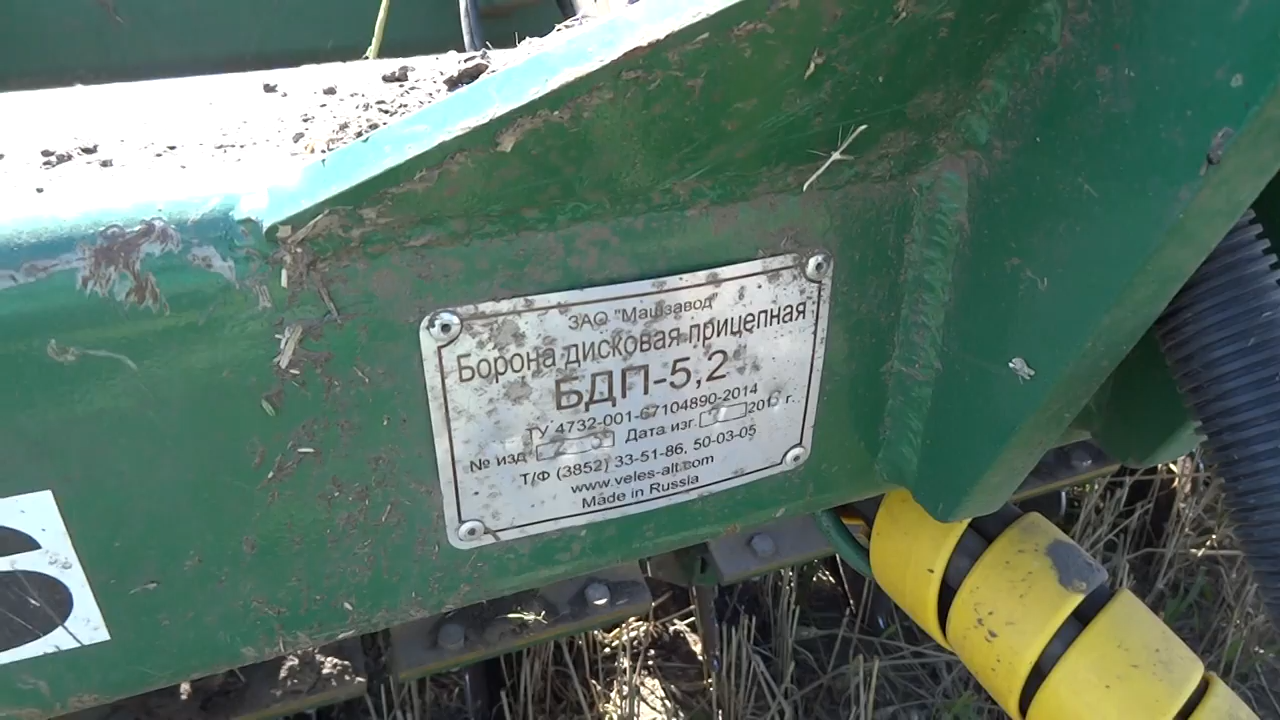 ЗАО "Машзавод"
Борона дисковая прицепная
БДП-5,2
ТУ 4732-001-67104890-2014
№ изд. Дата изг. 2016 г.
Т/Ф (3852) 33-51-86, 50-03-05
www.veles-alt.com
Made in Russia